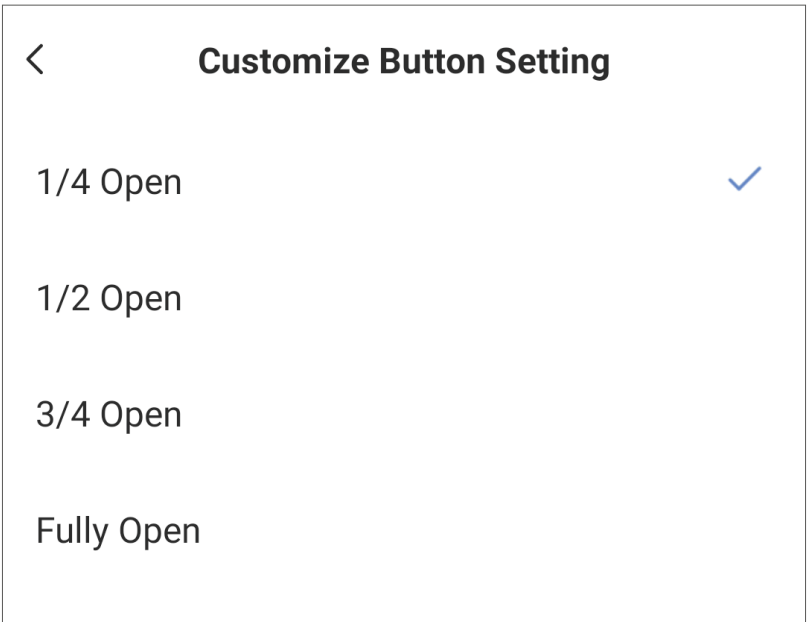 Customize Button Setting
1/4 Open
1/2 Open
3/4 Open
Fully Open